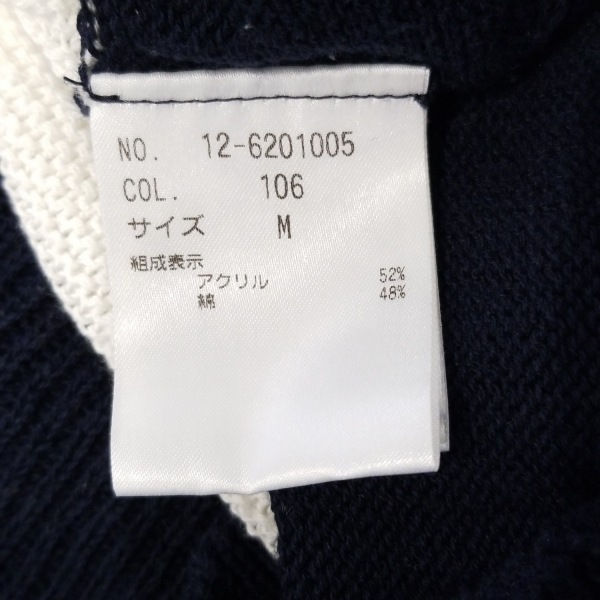 NO. 12-6201005
COL. 106
サイズ M
組成表示
アクリル 52%
綿 48%